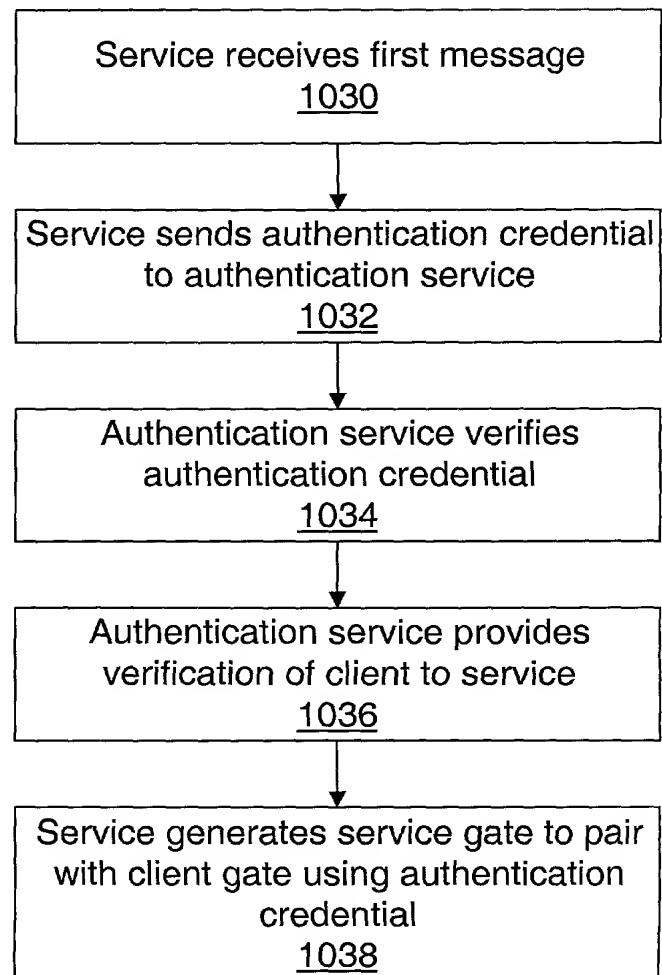 Service receives first message
1030
Service sends authentication credential
to authentication service
1032
Authentication service verifies
authentication credential
1034
Authentication service provides
verification of client to service
1036
Service generates service gate to pair
with client gate using authentication
credential
1038